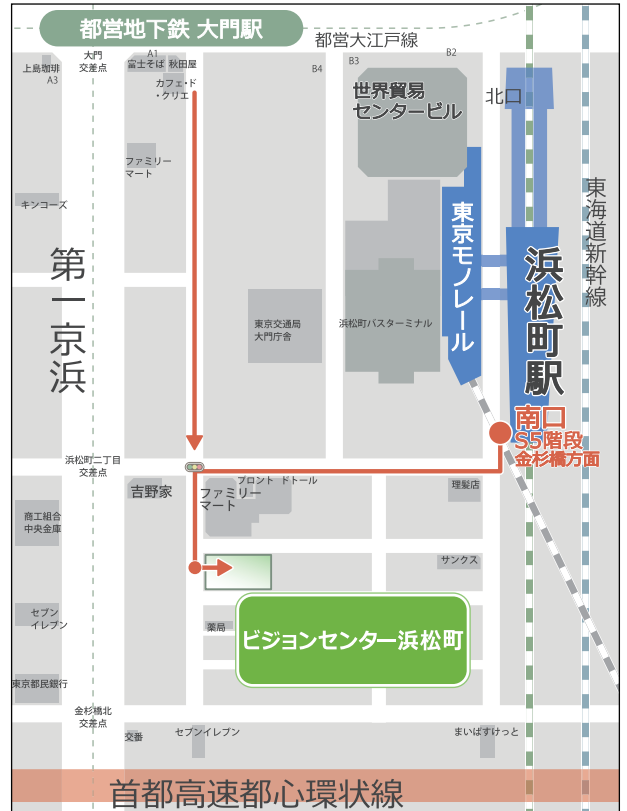 都営地下鉄 大門駅
都営大江戸線
大門
交差点
A1
B2
B3
B4
上島珈琲
A3
富士そば 秋田屋
カフェ・ド
・クリエ
世界貿易
センタービル
北口
ファミリー
マート
キンコーズ
東海道新幹線
東京モノレール
浜松町駅
第一京浜
東京交通局
大門庁舎
浜松町バスターミナル
南口
S5階段
金杉橋方面
浜松町二丁目
交差点
吉野家
ファミリー
マート
プロント ドトール
理髪店
商工組合
中央金庫
サンクス
セブン
イレブン
薬局
ビジョンセンター浜松町
東京都民銀行
金杉橋北
交差点
交番
セブンイレブン
まいばすけっと
首都高速都心環状線